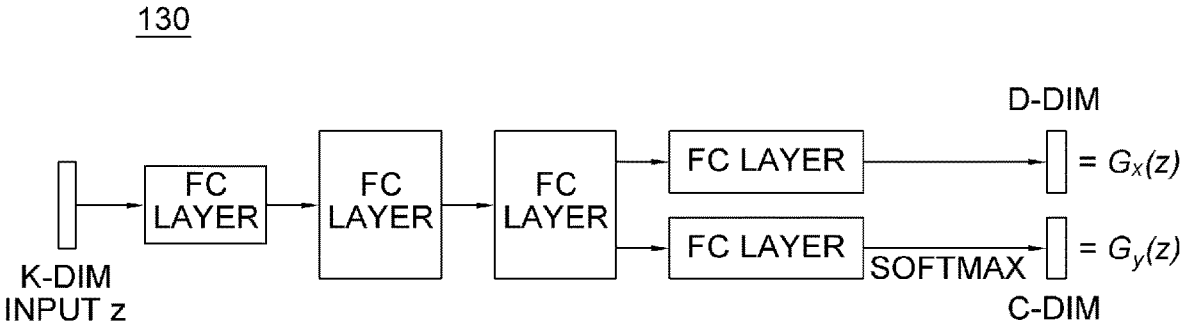 130
K-DIM
INPUT z
FC
LAYER
FC
LAYER
FC
LAYER
FC LAYER
FC LAYER
SOFTMAX
D-DIM
= Gx(z)
= Gy(z)
C-DIM